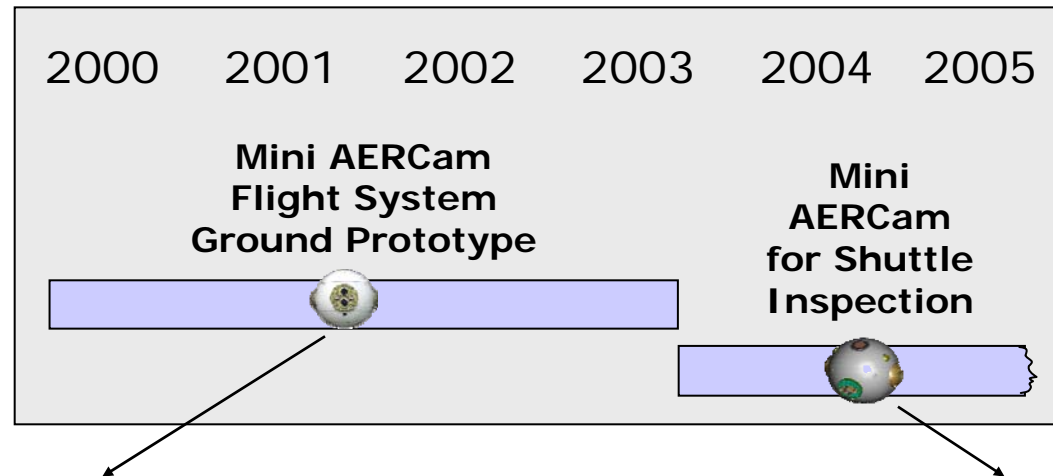 2000 2001 2002 2003 2004 2005
Mini AERCam
Flight System
Ground Prototype
Mini
AERCam
for Shuttle
Inspection